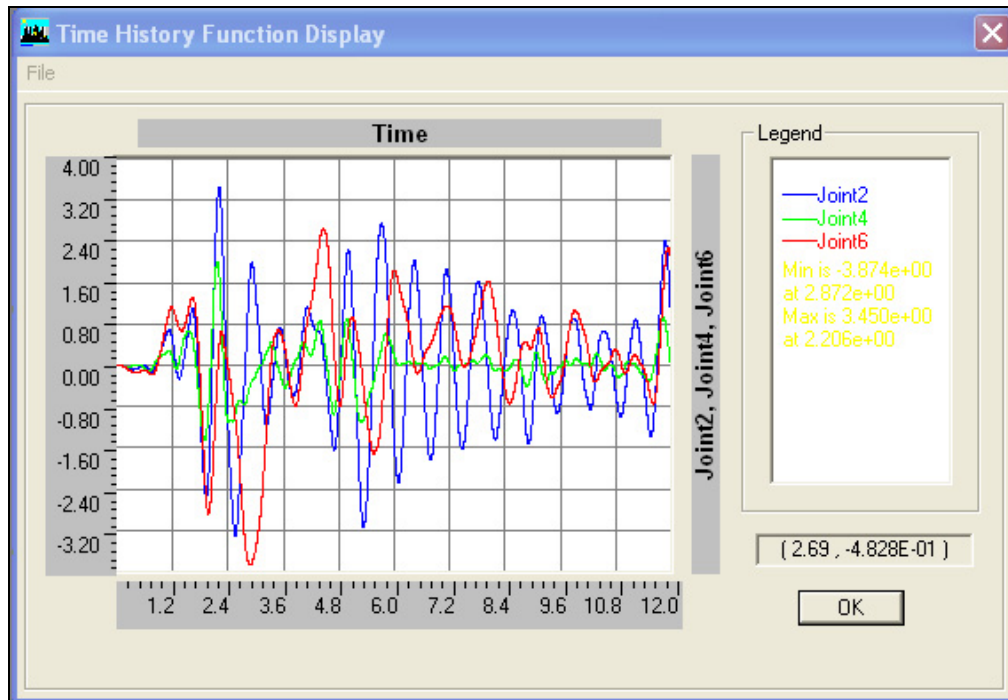 Time History Function Display
File
Time
4.00
3.20
2.40
1.60
0.80
0.00
-0.80
-1.60
-2.40
-3.20
1.2 2.4 3.6 4.8 6.0 7.2 8.4 9.6 10.8 12.0
Joint2, Joint4, Joint6
Legend
Joint2
Joint4
Joint6
Min is -3.874e+00
at 2.872e+00
Max is 3.450e+00
at 2.206e+00
( 2.69 , -4.828E-01 )
OK